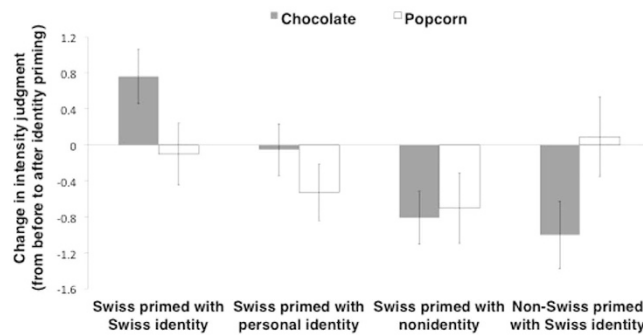 Chocolate Popcorn
Change in intensity judgment
(from before to after identity priming)
1.2
0.8
0.4
0
-0.4
-0.8
-1.2
-1.6
Swiss primed with
Swiss identity
Swiss primed with
personal identity
Swiss primed with
nonidentity
Non-Swiss primed
with Swiss identity